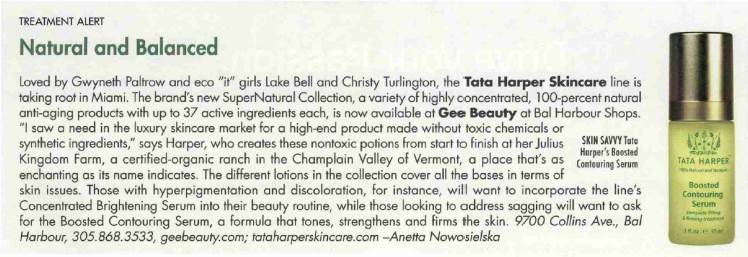 TREATMENT ALERT
Natural and Balanced
Loved by Gwyneth Paltrow and eco "it" girls Lake Bell and Christy Turlington, the Tata Harper Skincare line is
taking root in Miami. The brand's new SuperNatural Collection, a variety of highly concentrated, 100-percent natural
anti-aging products with up to 37 active ingredients each, is now available at Gee Beauty at Bal Harbour Shops.
"I saw a need in the luxury skincare market for a high-end product made without toxic chemicals or
synthetic ingredients," says Harper, who creates these nontoxic potions from start to finish at her Julius
Kingdom Farm, a certified-organic ranch in the Champlain Valley of Vermont, a place that's as
enchanting as its name indicates. The different lotions in the collection cover all the bases in terms of
skin issues. Those with hyperpigmentation and discoloration, for instance, will want to incorporate the line's
Concentrated Brightening Serum into their beauty routine, while those looking to address sagging will want to ask
for the Boosted Contouring Serum, a formula that tones, strengthens and firms the skin. 9700 Collins Ave., Bal
Harbour, 305.868.3533, geebeauty.com; tataharperskincare.com –Anetta Nowosielska
SKIN SAVVY Tata
Harper's Boosted
Contouring Serum
TATA HARPER
100% Natural and Nontoxic
Boosted
Contouring
Serum